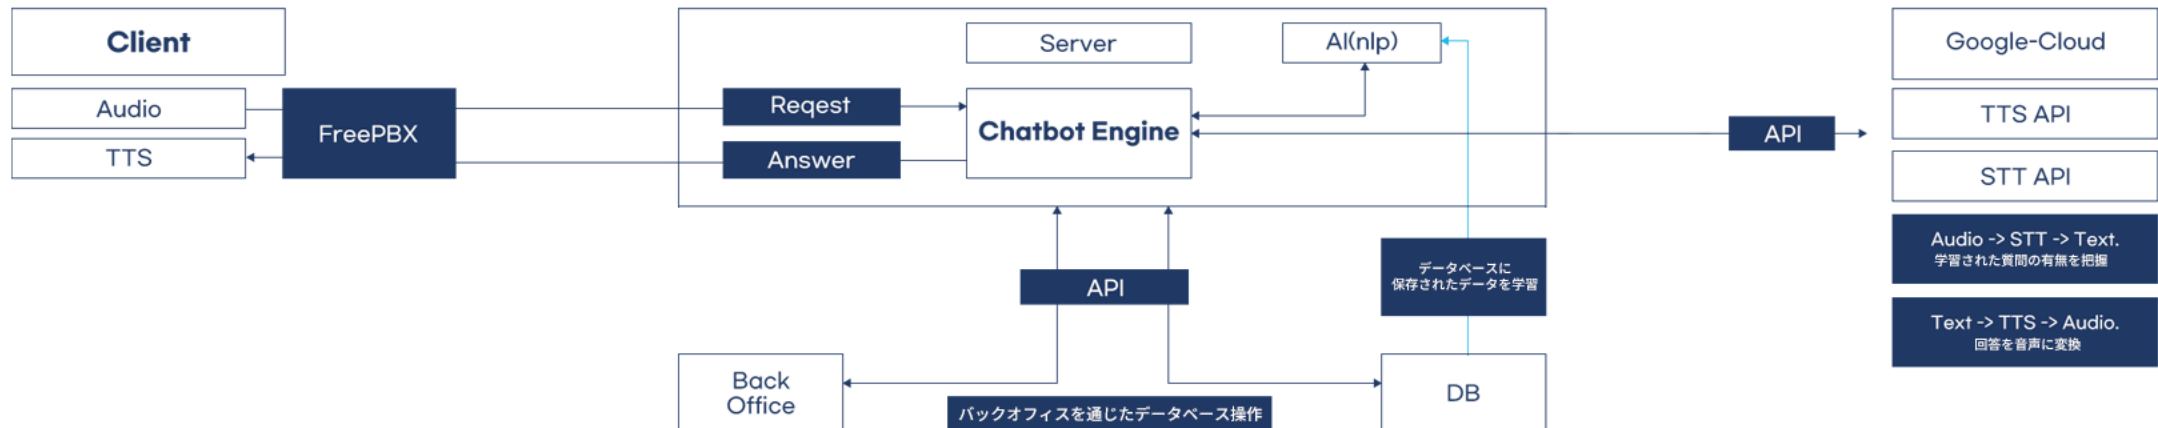 Client
Audio
TTS
FreePBX
Reqest
Answer
Server
Chatbot Engine
AI(nlp)
API
Google-Cloud
TTS API
STT API
Audio -> STT -> Text.
学習された質問の有無を把握
Text -> TTS -> Audio.
回答を音声に変換
API
データベースに
保存されたデータを学習
Back
Office
バックオフィスを通じたデータベース操作
DB